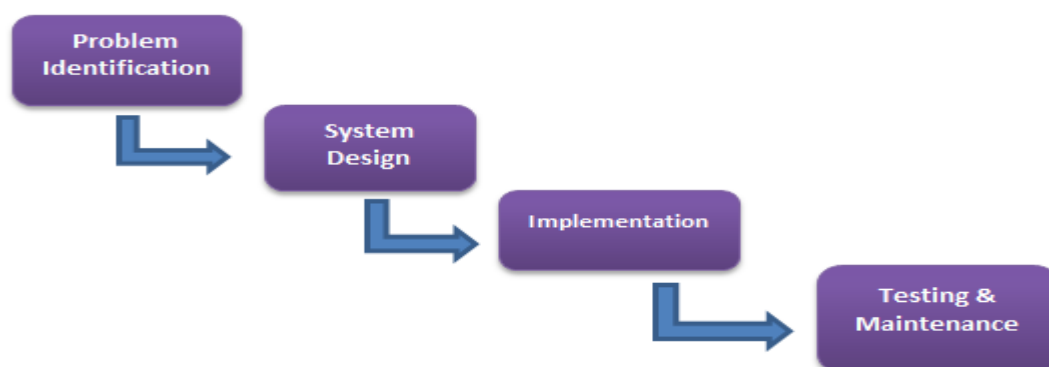 Problem
Identification
System
Design
Implementation
Testing &
Maintenance